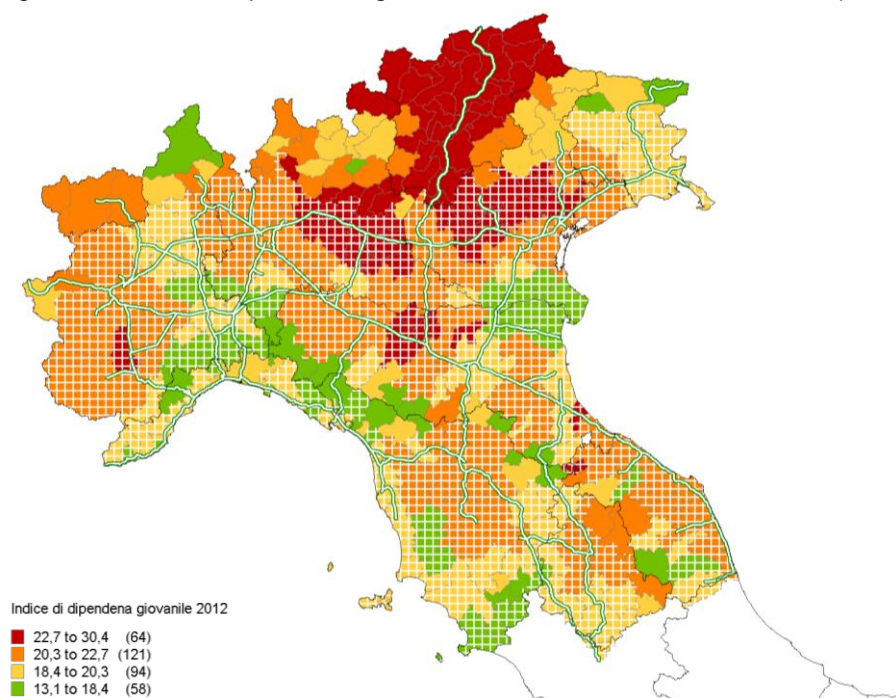 Indice di dipendena giovanile 2012
22,7 to 30,4 (64)
20,3 to 22,7 (121)
18,4 to 20,3 (94)
13,1 to 18,4 (58)